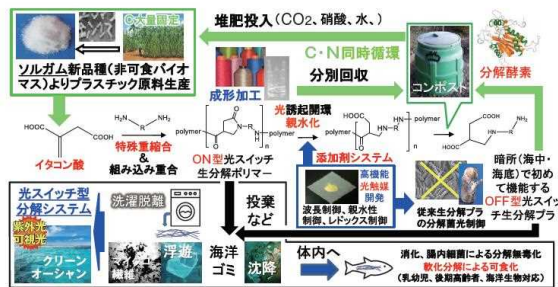 堆肥投入（CO₂、硝酸、水、）
C大量固定
C・N同時循環
分別回収
コンポスト
分解酵素
ソルガム新品種（非可食バイオ
マス）よりプラスチック原料生産
成形加工
HOOC
COOH
イタコン酸
H₂N
R
NH₂
特殊重縮合
&
組み込み重合
polymer
O
N
R
N
H
n
polymer
ON型光スイッチ
生分解ポリマー
光誘起開環
親水化
polymer
HOOC
O
N
H
R
N
H
n
polymer
HOOC
COOH
H
N
R
NH₂
添加剤システム
高機能
光触媒
開発
波長制御、親水性
制御、レドックス制御
従来生分解プラ
の分解菌光制御
暗所（海中・
海底）で初め
て機能する
OFF型光スイッ
チ生分解プラ
光スイッチ型
分解システム
紫外光
可視光
グリーン
オーシャン
洗濯脱離
繊維
浮遊
投棄
など
海洋
ゴミ
沈降
体内へ
消化、腸内細菌による分解無毒化
軟化分解による可食化
（乳幼児、後期高齢者、海洋生物対応）